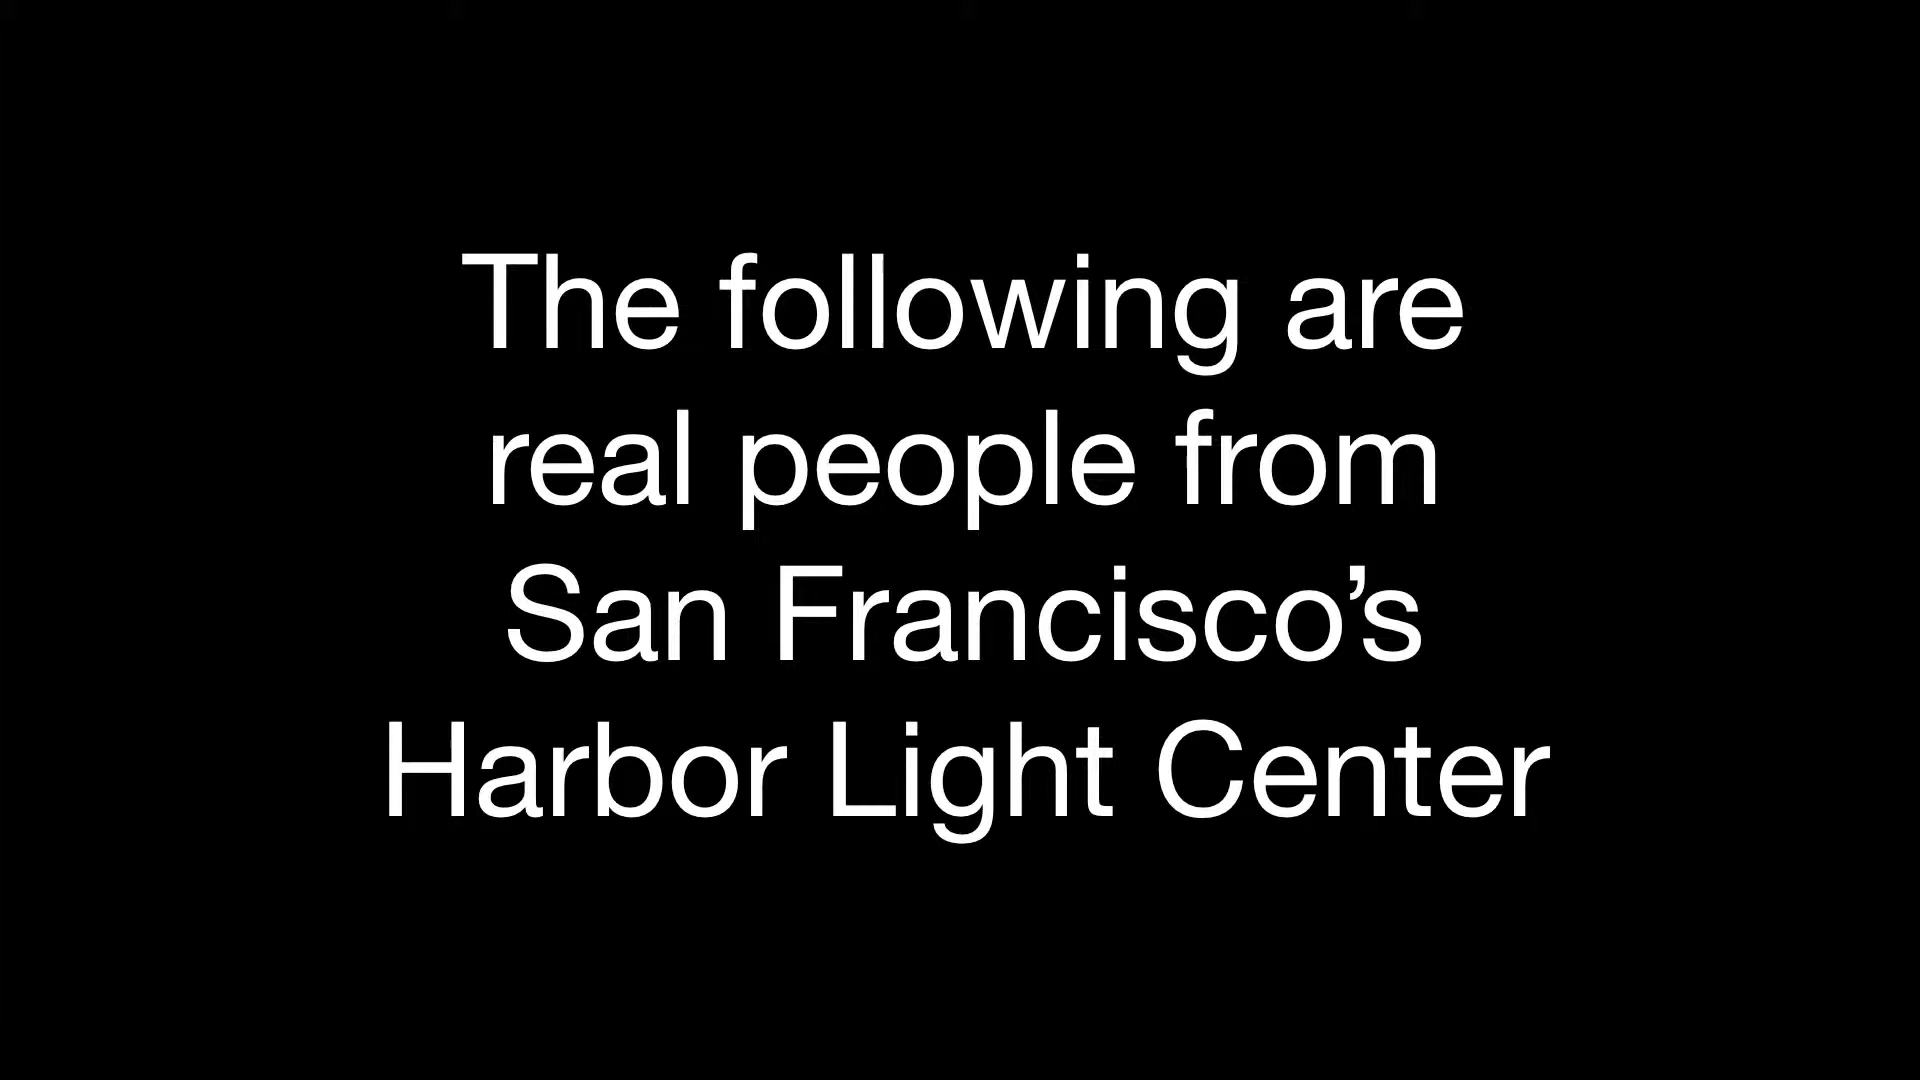 The following are
real people from
San Francisco’s
Harbor Light Center